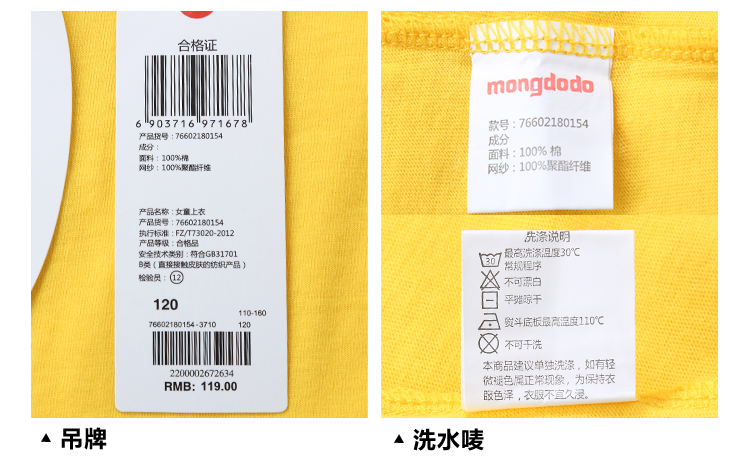 合格证
6 903716 971678
产品货号：76602180154
成分：
面料：100%棉
网纱：100%聚酯纤维
产品名称：女童上衣
产品货号：76602180154
执行标准：FZ/T73020-2012
产品等级：合格品
安全技术类别：符合GB31701
B类（直接接触皮肤的纺织产品）
检验员：12
120
110-160
76602180154-3710 120
2200002672634
RMB: 119.00
▲ 吊牌
mongdodo
款号：76602180154
成分
面料：100% 棉
网纱：100%聚酯纤维
洗涤说明
30 最高洗涤温度30℃
常规程序
不可漂白
平摊晾干
熨斗底板最高温度110℃
不可干洗
本商品建议单独洗涤，如有轻
微褪色属正常现象，为保持衣
服色泽，衣服不宜久浸。
▲ 洗水唛